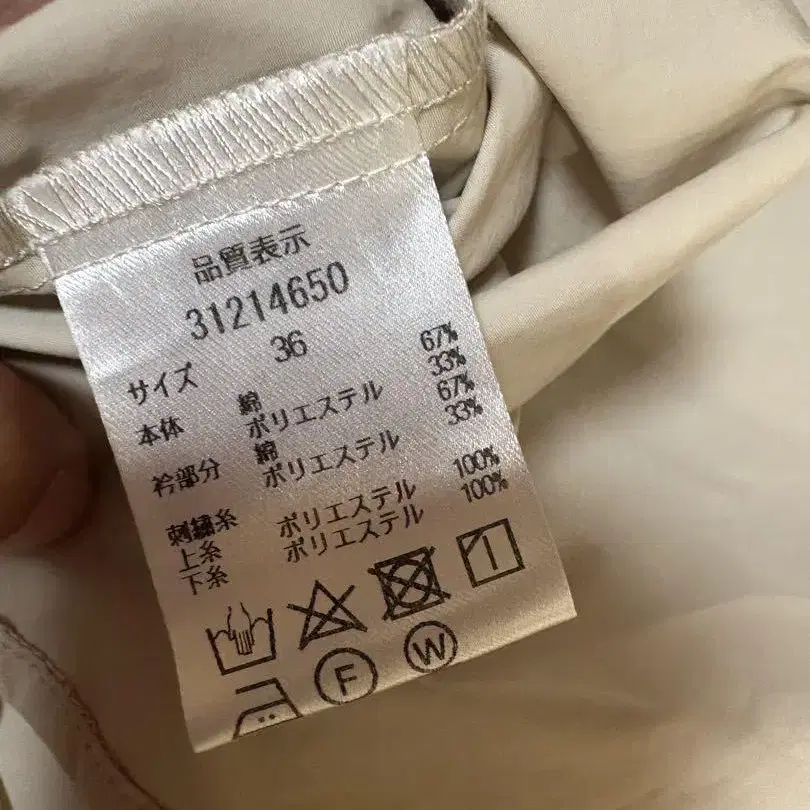 品質表示
31214650
サイズ 36
本体 綿 67%
ポリエステル 33%
衿部分 綿 67%
ポリエステル 33%
刺繍糸
上糸 ポリエステル 100%
下糸 ポリエステル 100%
F W